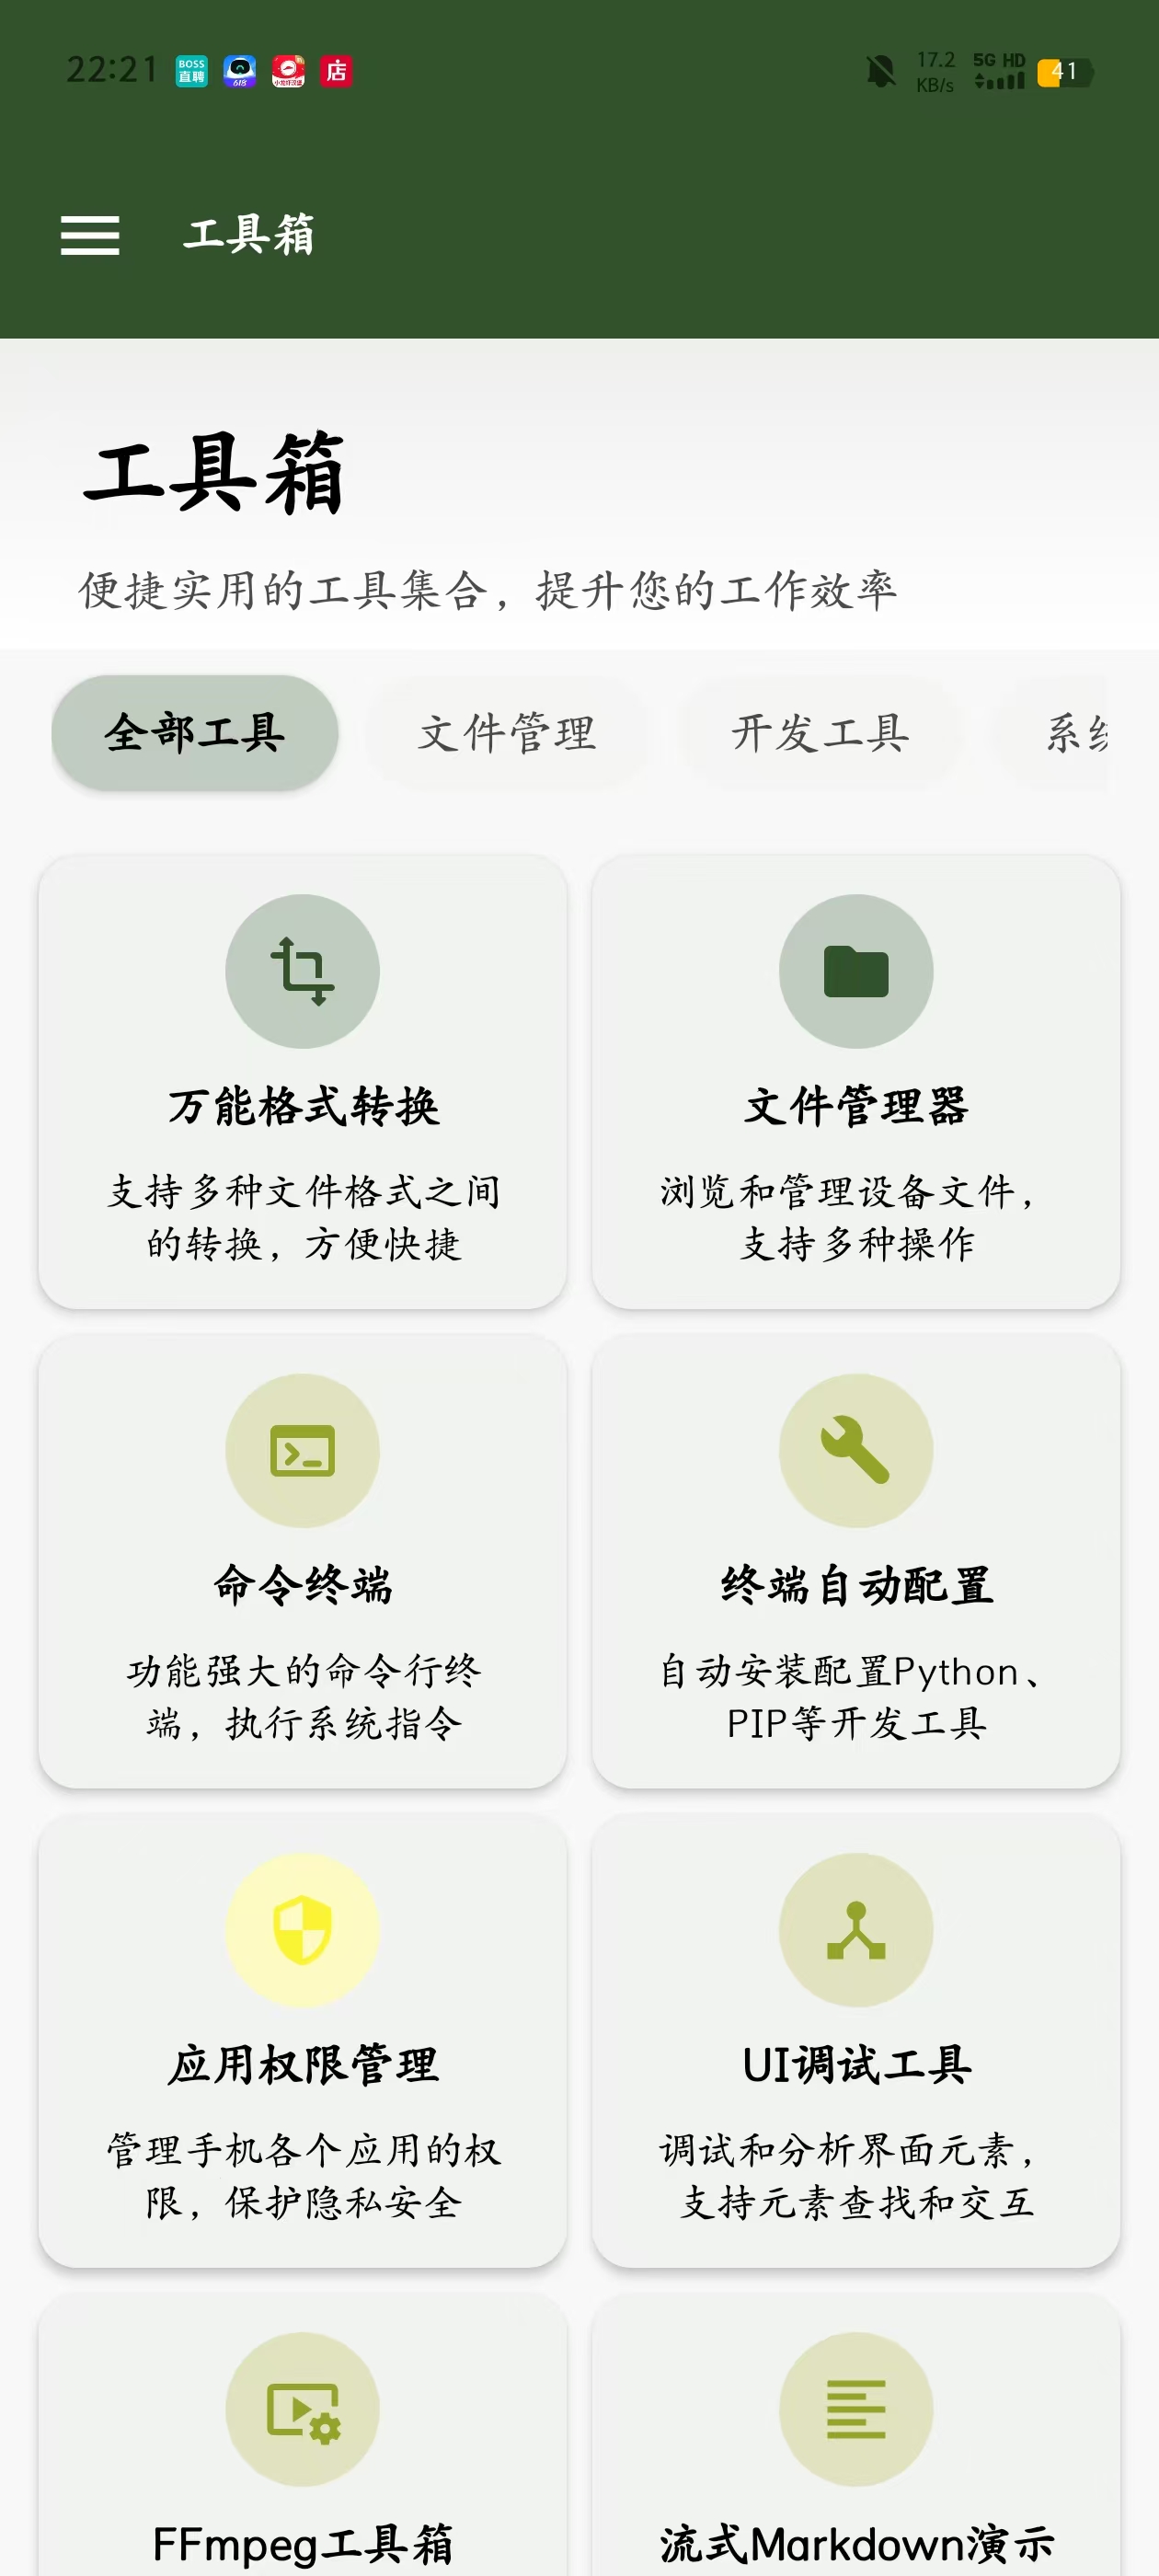 22:21
BOSS
直聘
618
店
17.2
KB/s
5G HD
41
工具箱
工具箱
便捷实用的工具集合，提升您的工作效率
全部工具 文件管理 开发工具 系统
万能格式转换
支持多种文件格式之间
的转换，方便快捷
文件管理器
浏览和管理设备文件，
支持多种操作
命令终端
功能强大的命令行终
端，执行系统指令
终端自动配置
自动安装配置Python、
PIP等开发工具
应用权限管理
管理手机各个应用的权
限，保护隐私安全
UI调试工具
调试和分析界面元素，
支持元素查找和交互
FFmpeg工具箱
流式Markdown演示